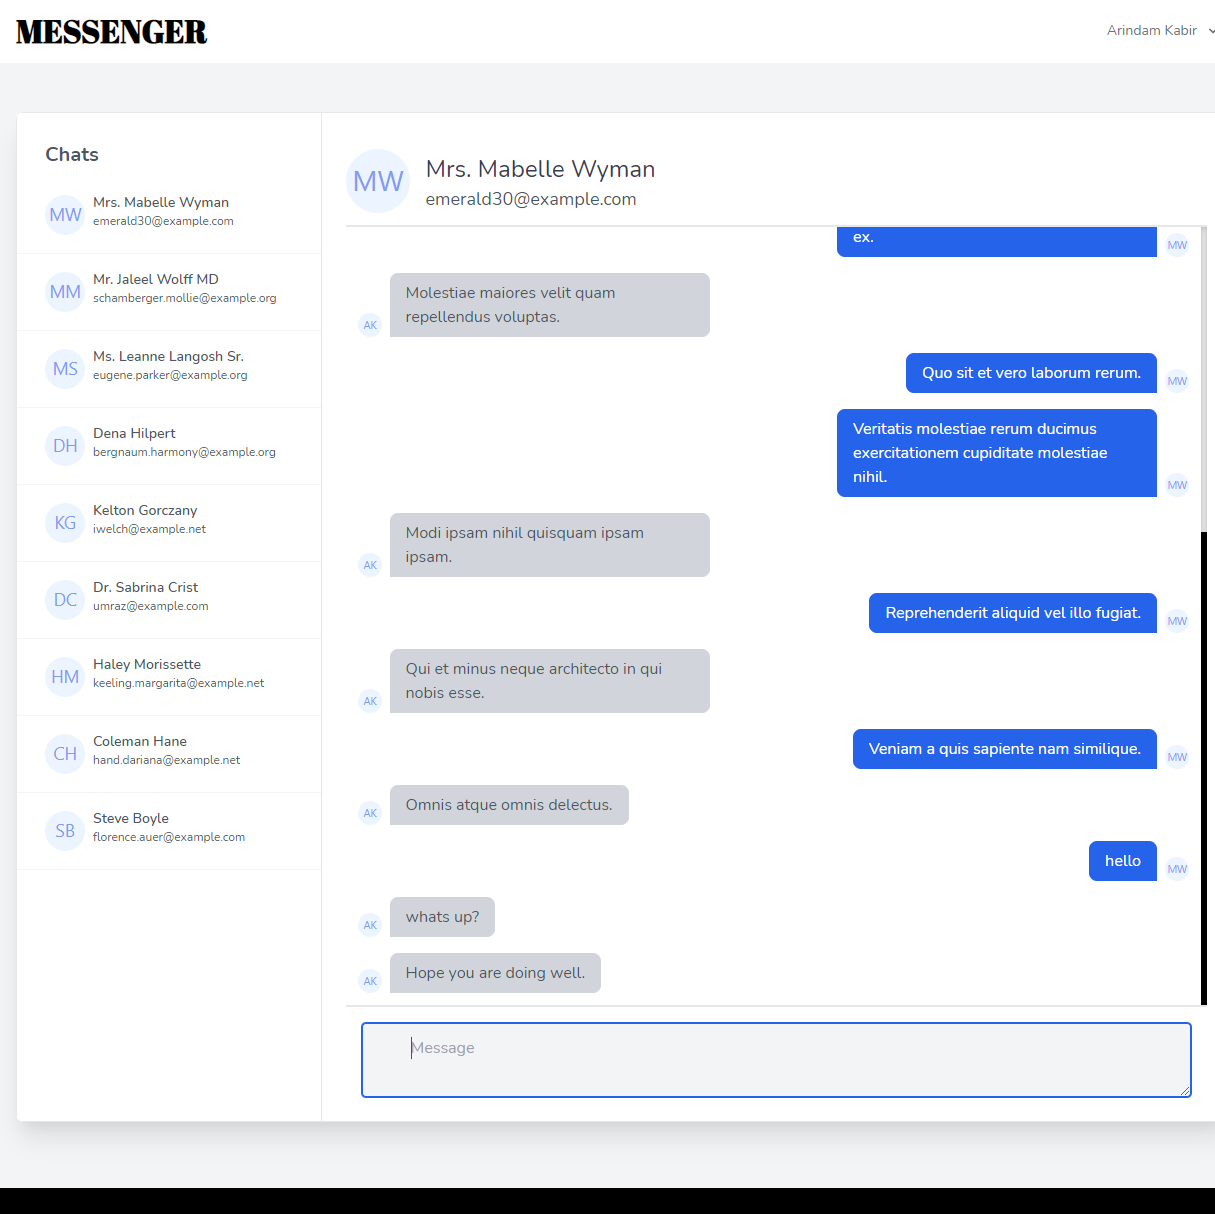 MESSENGER
Arindam Kabir
Chats
MW
Mrs. Mabelle Wyman
emerald30@example.com
MM
Mr. Jaleel Wolff MD
schamberger.mollie@example.org
MS
Ms. Leanne Langosh Sr.
eugene.parker@example.org
DH
Dena Hilpert
bergnaum.harmony@example.org
KG
Kelton Gorczany
iwelch@example.net
DC
Dr. Sabrina Crist
umraz@example.com
HM
Haley Morissette
keeling.margarita@example.net
CH
Coleman Hane
hand.dariana@example.net
SB
Steve Boyle
florence.auer@example.com
MW
Mrs. Mabelle Wyman
emerald30@example.com
ex.
MW
Molestiae maiores velit quam
repellendus voluptas.
AK
Quo sit et vero laborum rerum.
MW
Veritatis molestiae rerum ducimus
exercitationem cupiditate molestiae
nihil.
MW
Modi ipsam nihil quisquam ipsam
ipsam.
AK
Reprehenderit aliquid vel illo fugiat.
MW
Qui et minus neque architecto in qui
nobis esse.
AK
Veniam a quis sapiente nam similique.
MW
Omnis atque omnis delectus.
AK
hello
MW
whats up?
AK
Hope you are doing well.
AK
Message